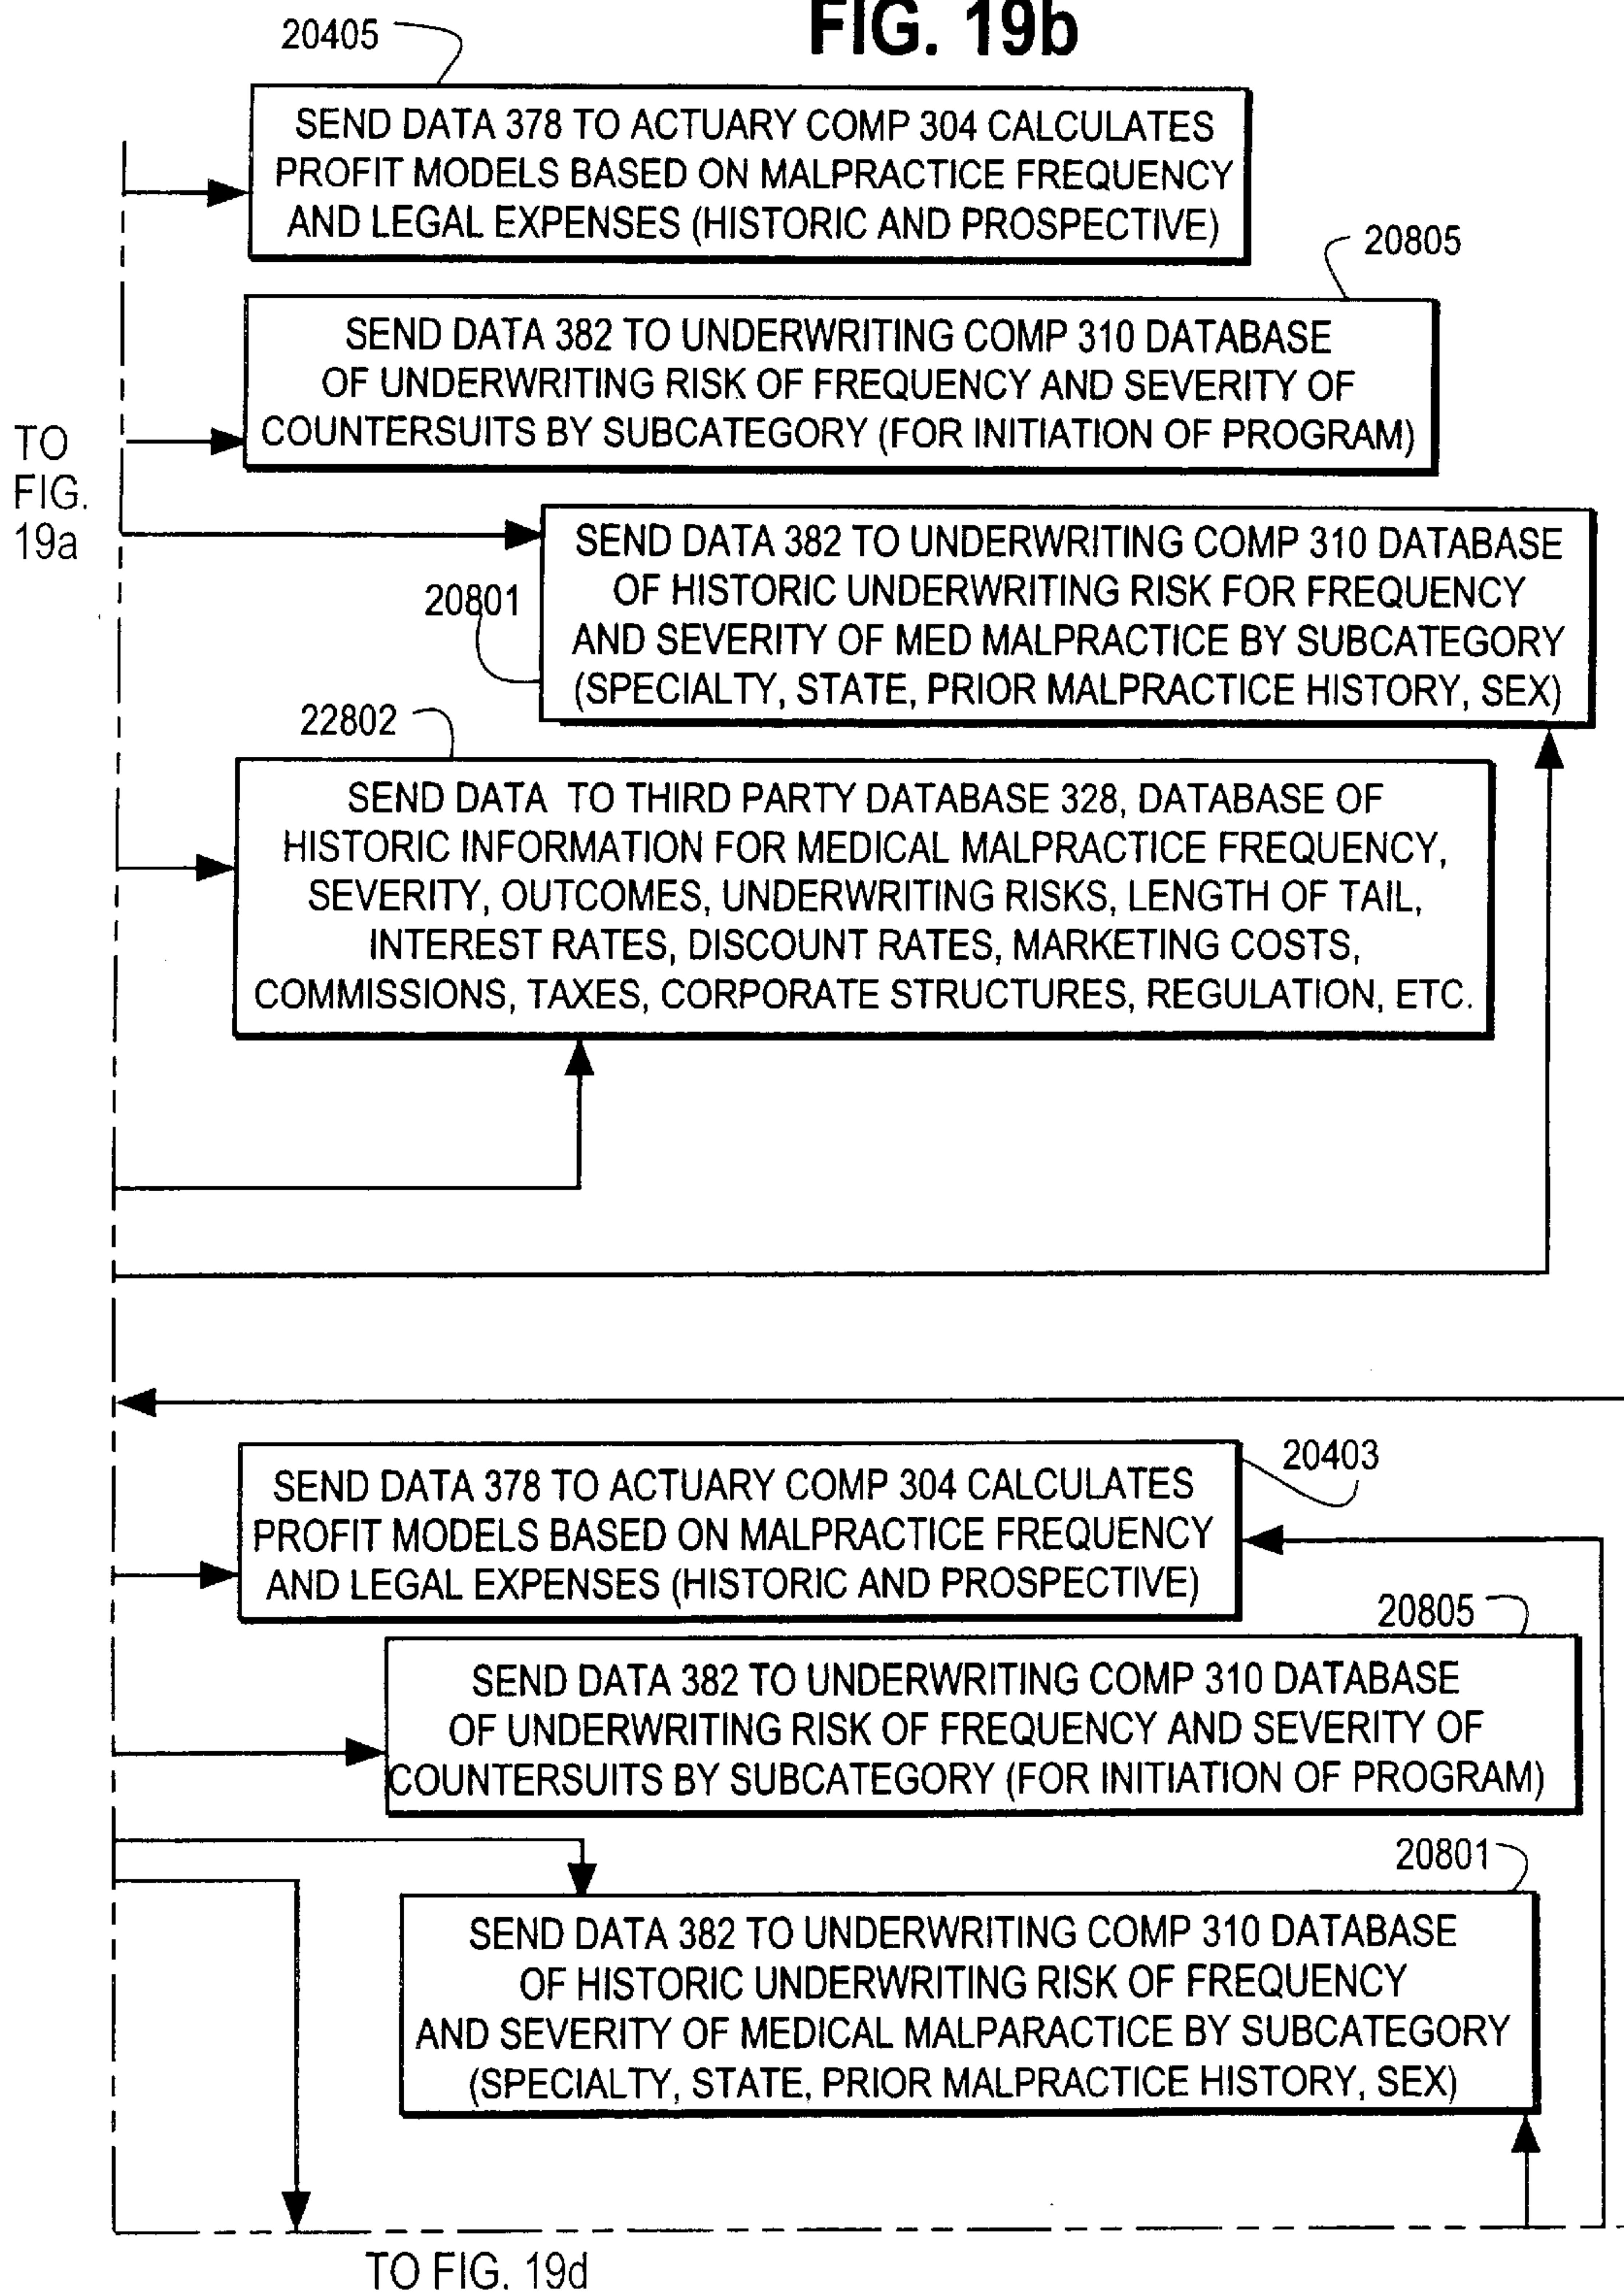 FIG. 19b
20405
SEND DATA 378 TO ACTUARY COMP 304 CALCULATES
PROFIT MODELS BASED ON MALPRACTICE FREQUENCY
AND LEGAL EXPENSES (HISTORIC AND PROSPECTIVE)
20805
SEND DATA 382 TO UNDERWRITING COMP 310 DATABASE
OF UNDERWRITING RISK OF FREQUENCY AND SEVERITY OF
COUNTERSUITS BY SUBCATEGORY (FOR INITIATION OF PROGRAM)
TO
FIG.
19a
SEND DATA 382 TO UNDERWRITING COMP 310 DATABASE
OF HISTORIC UNDERWRITING RISK FOR FREQUENCY
AND SEVERITY OF MED MALPRACTICE BY SUBCATEGORY
(SPECIALTY, STATE, PRIOR MALPRACTICE HISTORY, SEX)
20801
22802
SEND DATA TO THIRD PARTY DATABASE 328, DATABASE OF
HISTORIC INFORMATION FOR MEDICAL MALPRACTICE FREQUENCY,
SEVERITY, OUTCOMES, UNDERWRITING RISKS, LENGTH OF TAIL,
INTEREST RATES, DISCOUNT RATES, MARKETING COSTS,
COMMISSIONS, TAXES, CORPORATE STRUCTURES, REGULATION, ETC.
20403
SEND DATA 378 TO ACTUARY COMP 304 CALCULATES
PROFIT MODELS BASED ON MALPRACTICE FREQUENCY
AND LEGAL EXPENSES (HISTORIC AND PROSPECTIVE)
20805
SEND DATA 382 TO UNDERWRITING COMP 310 DATABASE
OF UNDERWRITING RISK OF FREQUENCY AND SEVERITY OF
COUNTERSUITS BY SUBCATEGORY (FOR INITIATION OF PROGRAM)
20801
SEND DATA 382 TO UNDERWRITING COMP 310 DATABASE
OF HISTORIC UNDERWRITING RISK OF FREQUENCY
AND SEVERITY OF MEDICAL MALPARACTICE BY SUBCATEGORY
(SPECIALTY, STATE, PRIOR MALPRACTICE HISTORY, SEX)
TO FIG. 19d